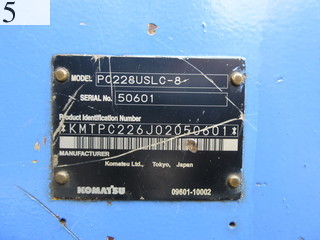 5
MODEL PC228USLC-8
SERIAL No. 50601
Product Identification Number
*KMTPC226J02050601*
MANUFACTURER
Komatsu Ltd., Tokyo, Japan
KOMATSU 09601-10002